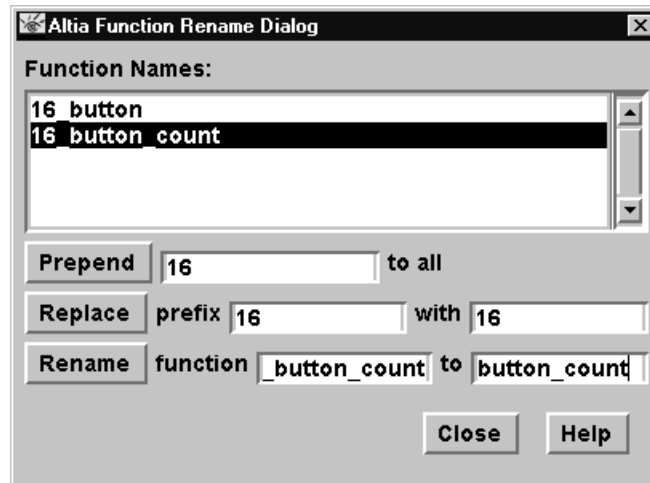 Altia Function Rename Dialog
Function Names:
16_button
16_button_count
Prepend 16 to all
Replace prefix 16 with 16
Rename function _button_count to button_count
Close Help